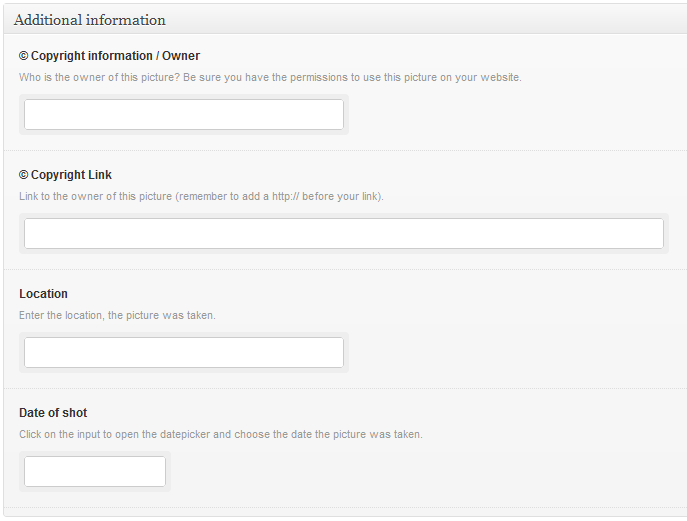 Additional information
© Copyright information / Owner
Who is the owner of this picture? Be sure you have the permissions to use this picture on your website.
© Copyright Link
Link to the owner of this picture (remember to add a http:// before your link).
Location
Enter the location, the picture was taken.
Date of shot
Click on the input to open the datepicker and choose the date the picture was taken.